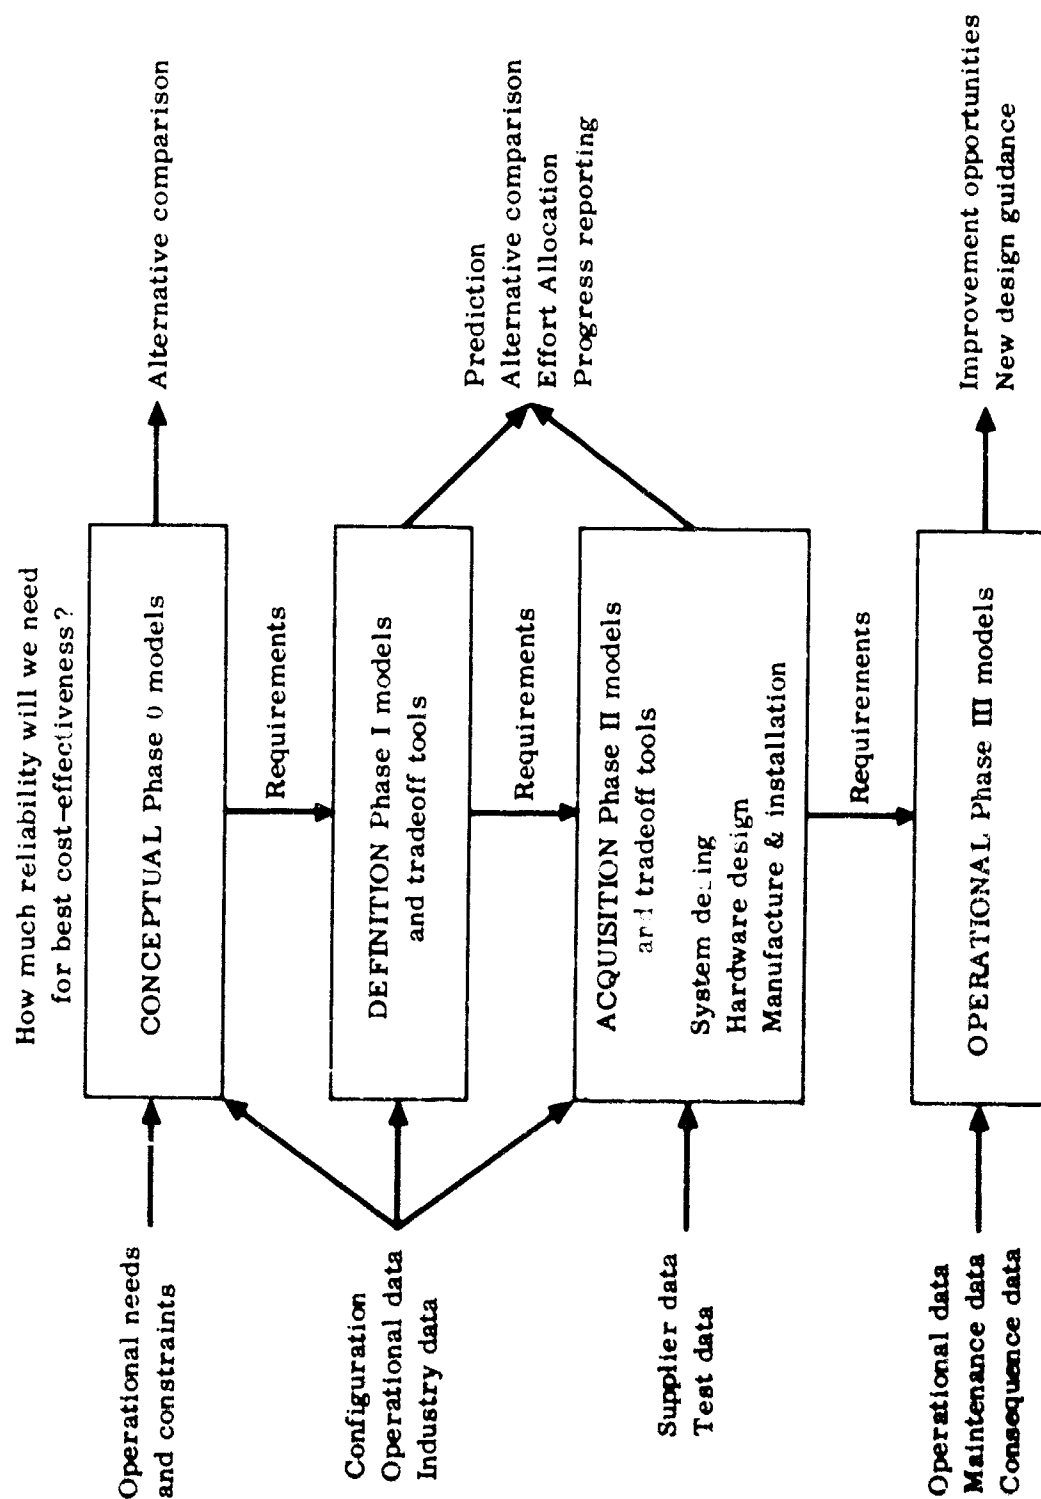 How much reliability will we need
for best cost-effectiveness?
Operational needs
and constraints
CONCEPTUAL Phase 0 models
Alternative comparison
Requirements
Configuration
Operational data
Industry data
DEFINITION Phase I models
and tradeoff tools
Prediction
Alternative comparison
Effort Allocation
Progress reporting
Requirements
Supplier data
Test data
ACQUISITION Phase II models
and tradeoff tools
System
Hardware design
Manufacture & installation
Requirements
Operational data
Maintenance data
Consequence data
OPERATIONAL Phase III models
Improvement opportunities
New design guidance